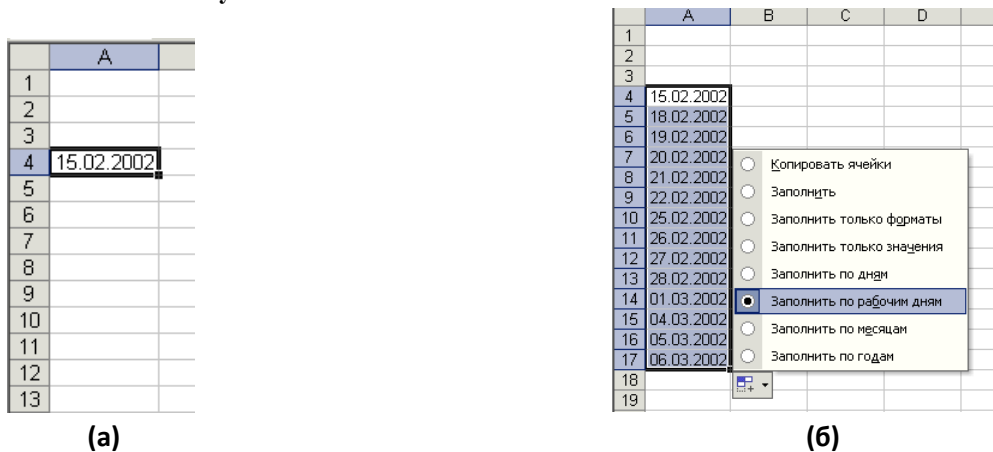 A
1
2
3
4 15.02.2002
5
6
7
8
9
10
11
12
13
(а)
A B C D
1
2
3
4 15.02.2002
5 18.02.2002
6 19.02.2002
7 20.02.2002
8 21.02.2002
9 22.02.2002
10 25.02.2002
11 26.02.2002
12 27.02.2002
13 28.02.2002
14 01.03.2002
15 04.03.2002
16 05.03.2002
17 06.03.2002
18
19
Копировать ячейки
Заполнить
Заполнить только форматы
Заполнить только значения
Заполнить по дням
Заполнить по рабочим дням
Заполнить по месяцам
Заполнить по годам
(б)